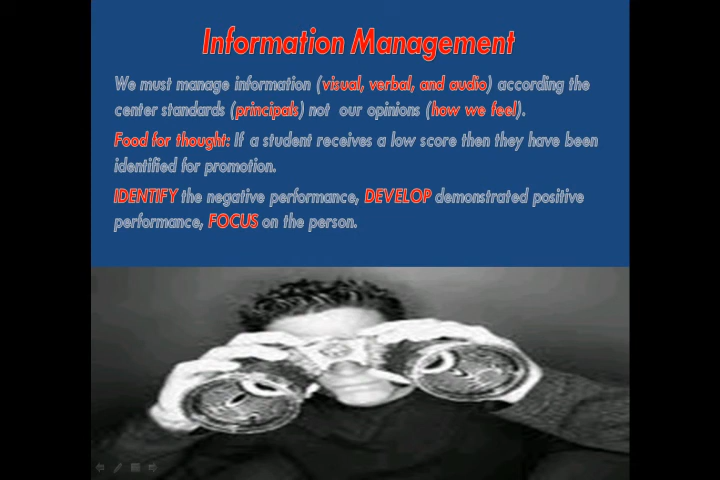 Information Management
We must manage information (visual, verbal, and audio) according the
center standards (principals) not our opinions (how we feel).
Food for thought: If a student receives a low score then they have been
identified for promotion.
IDENTIFY the negative performance, DEVELOP demonstrated positive
performance, FOCUS on the person.